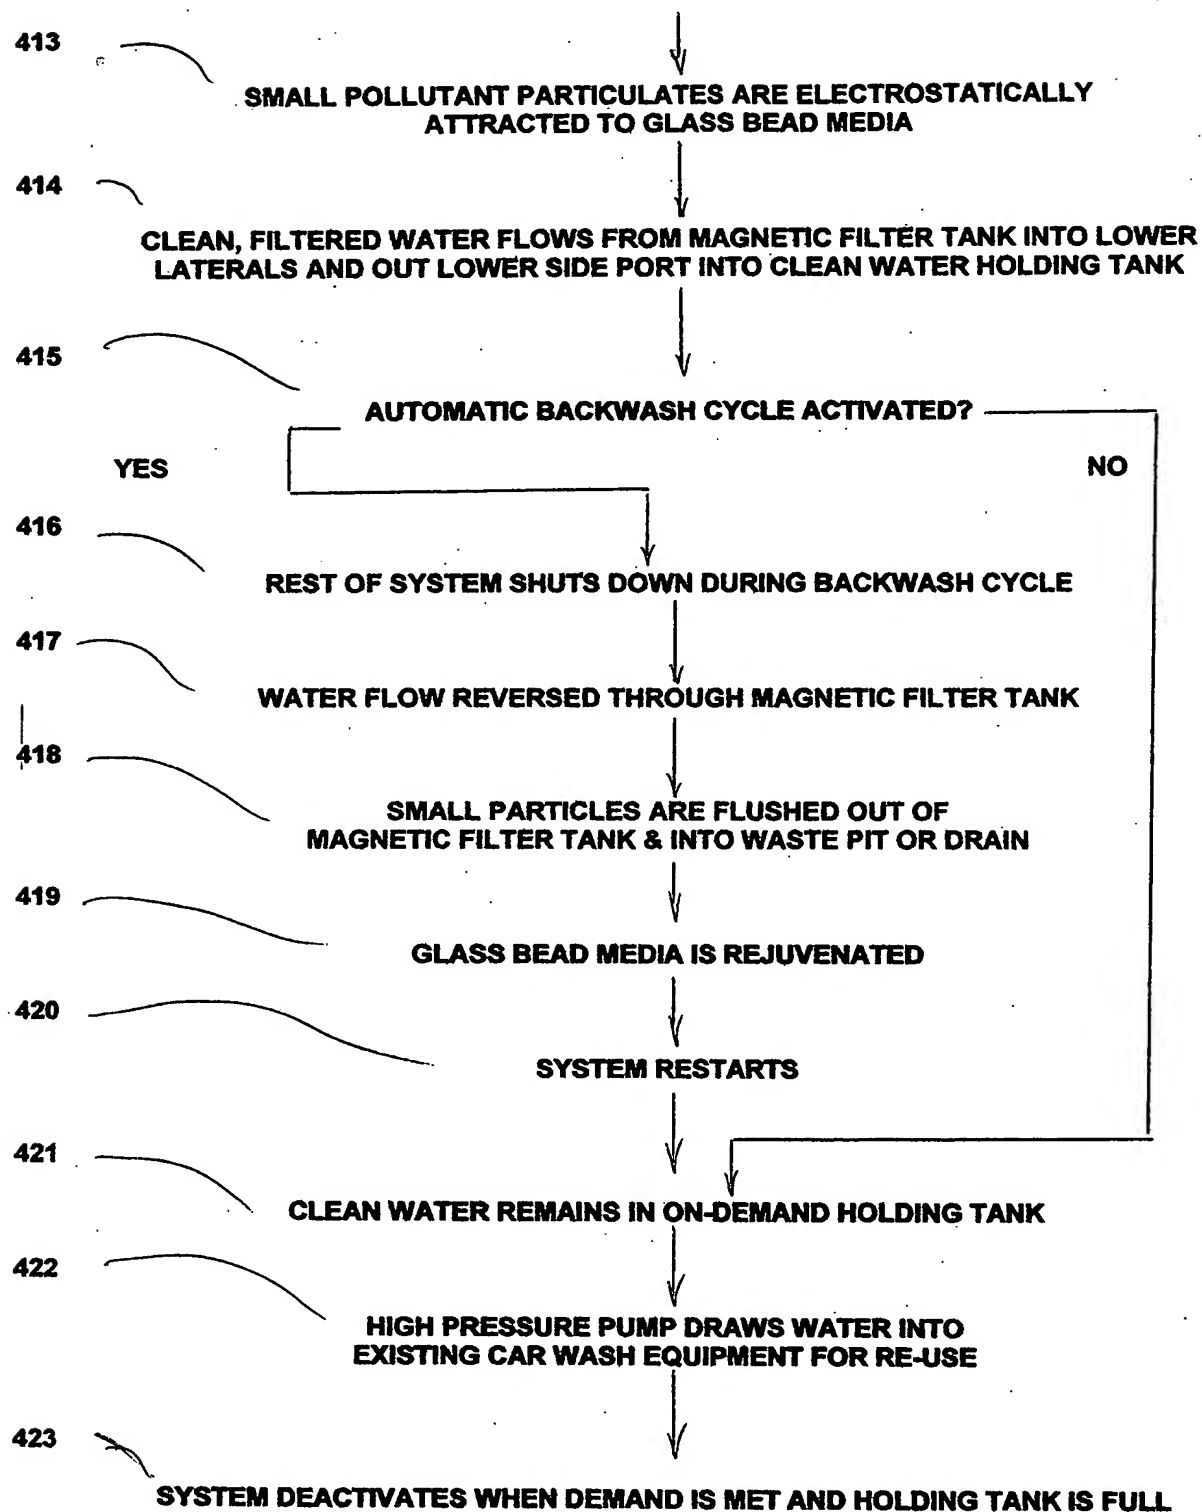 413
SMALL POLLUTANT PARTICULATES ARE ELECTROSTATICALLY
ATTRACTED TO GLASS BEAD MEDIA
414
CLEAN, FILTERED WATER FLOWS FROM MAGNETIC FILTER TANK INTO LOWER
LATERALS AND OUT LOWER SIDE PORT INTO CLEAN WATER HOLDING TANK
415
AUTOMATIC BACKWASH CYCLE ACTIVATED?
YES
NO
416
REST OF SYSTEM SHUTS DOWN DURING BACKWASH CYCLE
417
WATER FLOW REVERSED THROUGH MAGNETIC FILTER TANK
418
SMALL PARTICLES ARE FLUSHED OUT OF
MAGNETIC FILTER TANK & INTO WASTE PIT OR DRAIN
419
GLASS BEAD MEDIA IS REJUVENATED
420
SYSTEM RESTARTS
421
CLEAN WATER REMAINS IN ON-DEMAND HOLDING TANK
422
HIGH PRESSURE PUMP DRAWS WATER INTO
EXISTING CAR WASH EQUIPMENT FOR RE-USE
423
SYSTEM DEACTIVATES WHEN DEMAND IS MET AND HOLDING TANK IS FULL